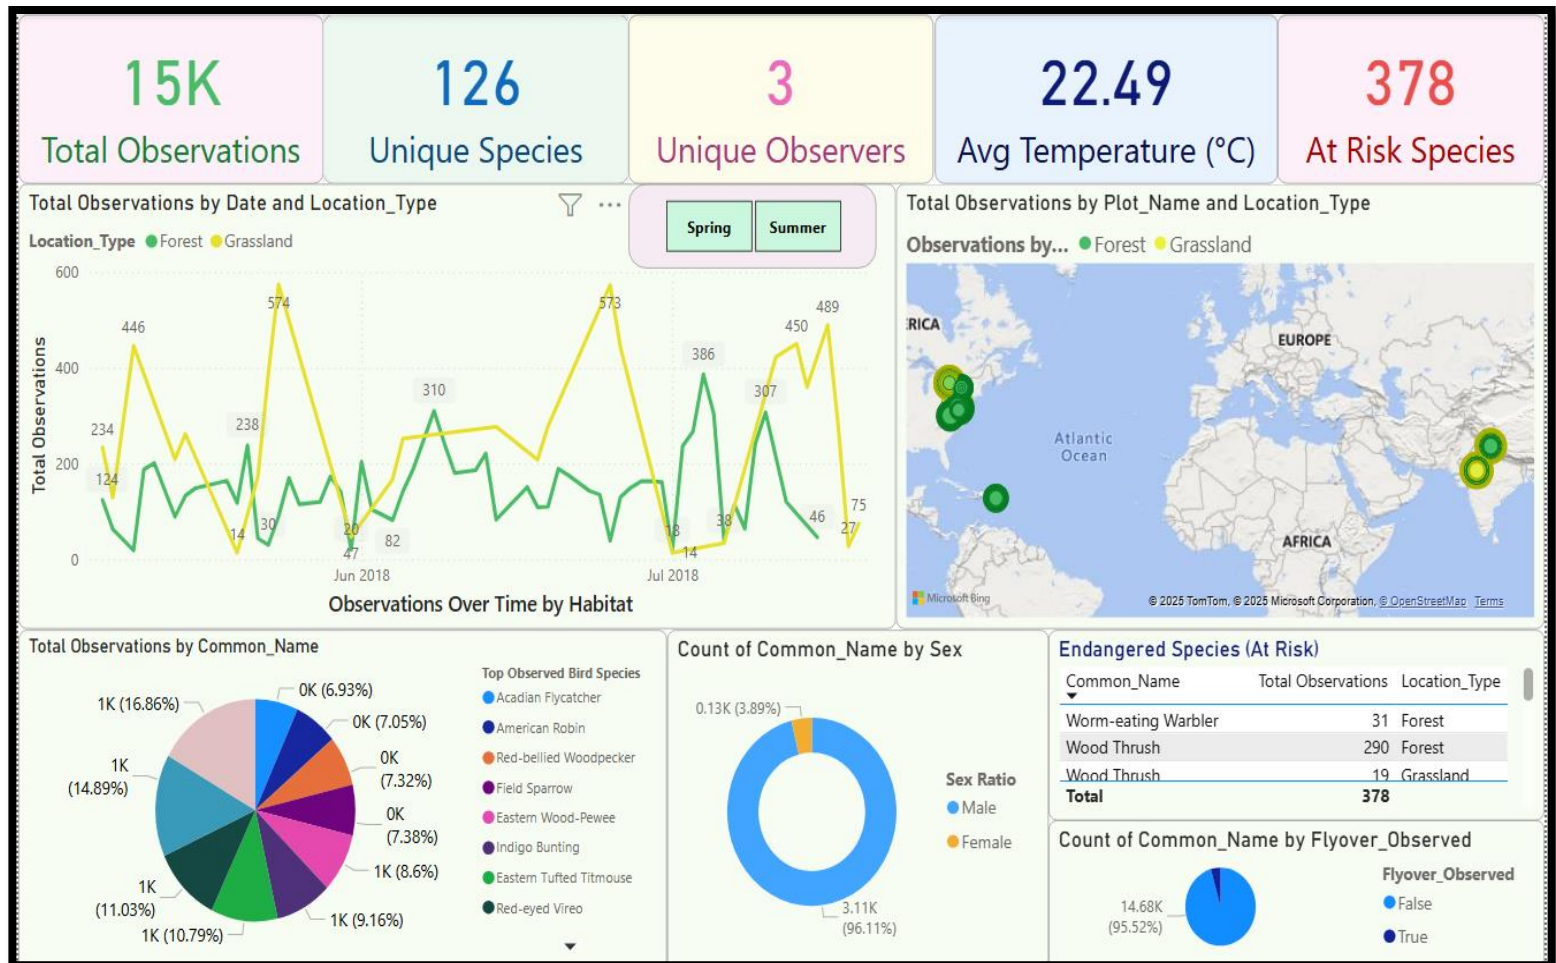 15K
Total Observations
126
Unique Species
3
Unique Observers
22.49
Avg Temperature (°C)
378
At Risk Species
Total Observations by Date and Location_Type
Location_Type Forest Grassland
Spring
Summer
600
400
200
0
Total Observations
446
574
573
489
450
386
310
307
234
238
124
14
30
20
47
82
18
14
38
46
27
75
Jun 2018
Jul 2018
Observations Over Time by Habitat
Total Observations by Plot_Name and Location_Type
Observations by... Forest Grassland
RICA
EUROPE
Atlantic
Ocean
AFRICA
Microsoft Bing
© 2025 TomTom, © 2025 Microsoft Corporation, © OpenStreetMap Terms
Total Observations by Common_Name
1K (16.86%)
0K (6.93%)
0K (7.05%)
0K
(7.32%)
0K
(7.38%)
1K (8.6%)
1K (9.16%)
1K (10.79%)
1K
(11.03%)
1K
(14.89%)
Top Observed Bird Species
Acadian Flycatcher
American Robin
Red-bellied Woodpecker
Field Sparrow
Eastern Wood-Pewee
Indigo Bunting
Eastern Tufted Titmouse
Red-eyed Vireo
Count of Common_Name by Sex
0.13K (3.89%)
3.11K
(96.11%)
Sex Ratio
Male
Female
Endangered Species (At Risk)
Common_Name Total Observations Location_Type
Worm-eating Warbler 31 Forest
Wood Thrush 290 Forest
Wood Thrush 19 Grassland
Total 378
Count of Common_Name by Flyover_Observed
14.68K
(95.52%)
Flyover_Observed
False
True